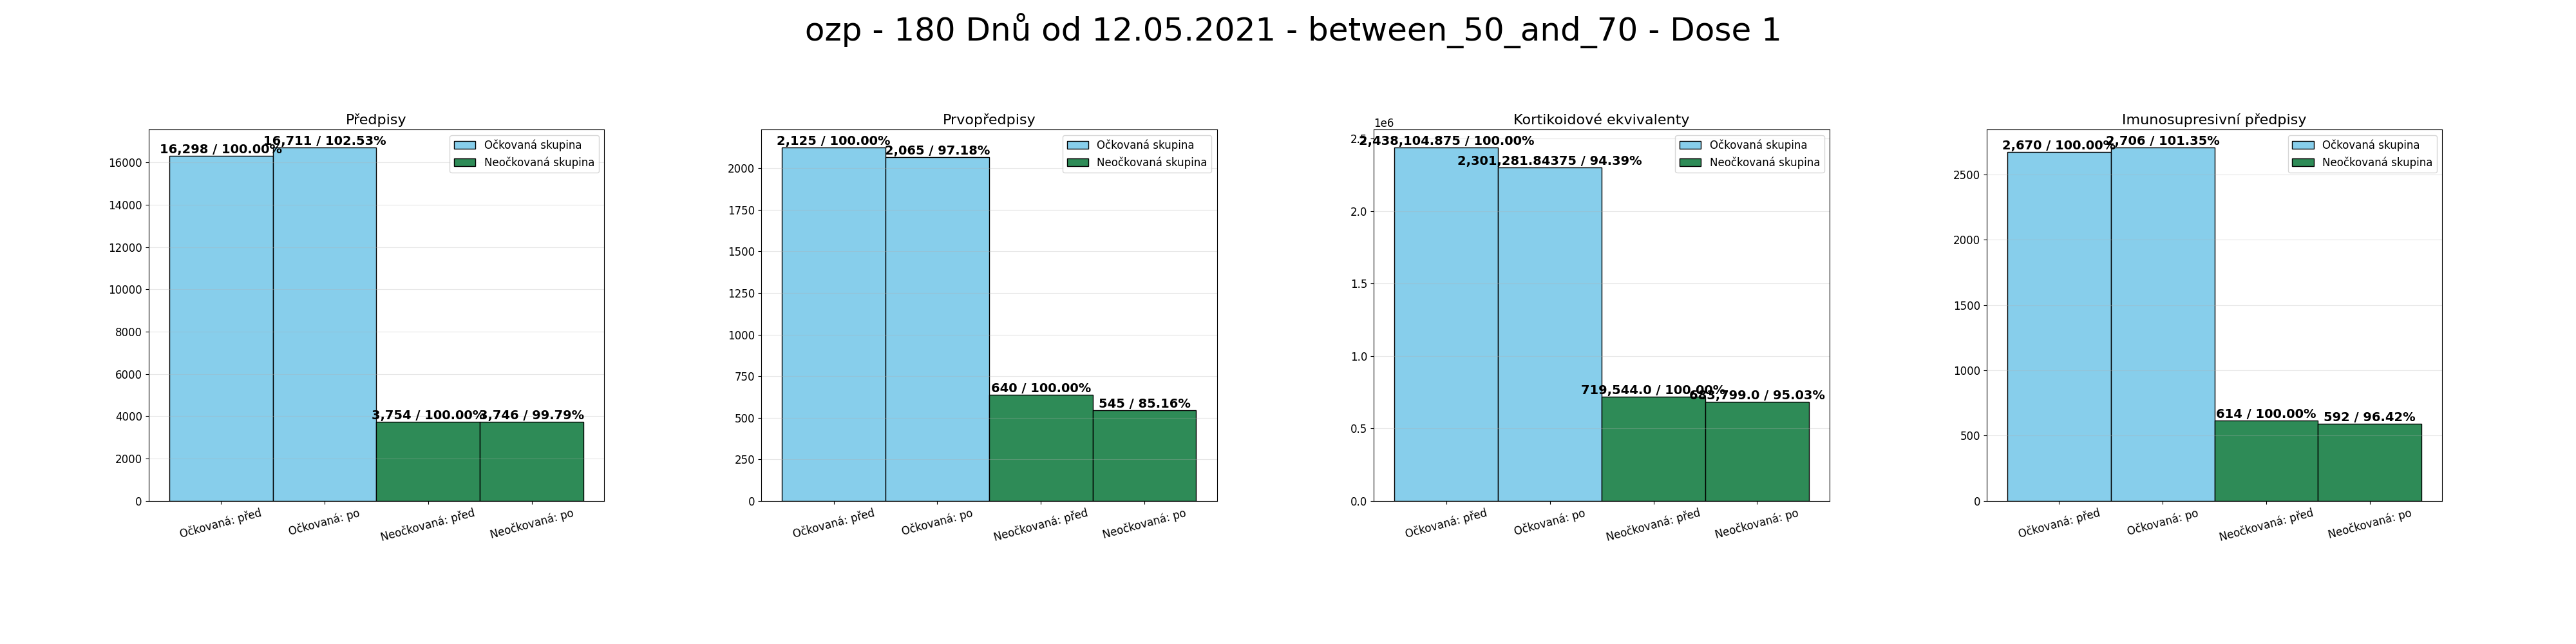 ozp - 180 Dnů od 12.05.2021 - between_50_and_70 - Dose 1
Předpisy
16,298 / 100.00%
16,711 / 102.53%
3,754 / 100.00%
3,746 / 99.79%
Očkovaná skupina
Neočkovaná skupina
16000
14000
12000
10000
8000
6000
4000
2000
0
Očkovaná: před
Očkovaná: po
Neočkovaná: před
Neočkovaná: po
Prvopředpisy
2,125 / 100.00%
2,065 / 97.18%
640 / 100.00%
545 / 85.16%
Očkovaná skupina
Neočkovaná skupina
2000
1750
1500
1250
1000
750
500
250
0
Očkovaná: před
Očkovaná: po
Neočkovaná: před
Neočkovaná: po
Kortikoidové ekvivalenty
1e6
2,438,104.875 / 100.00%
2,301,281.84375 / 94.39%
719,544.0 / 100.00%
683,799.0 / 95.03%
Očkovaná skupina
Neočkovaná skupina
2.5
2.0
1.5
1.0
0.5
0.0
Očkovaná: před
Očkovaná: po
Neočkovaná: před
Neočkovaná: po
Imunosupresivní předpisy
2,670 / 100.00%
2,706 / 101.35%
614 / 100.00%
592 / 96.42%
Očkovaná skupina
Neočkovaná skupina
2500
2000
1500
1000
500
0
Očkovaná: před
Očkovaná: po
Neočkovaná: před
Neočkovaná: po